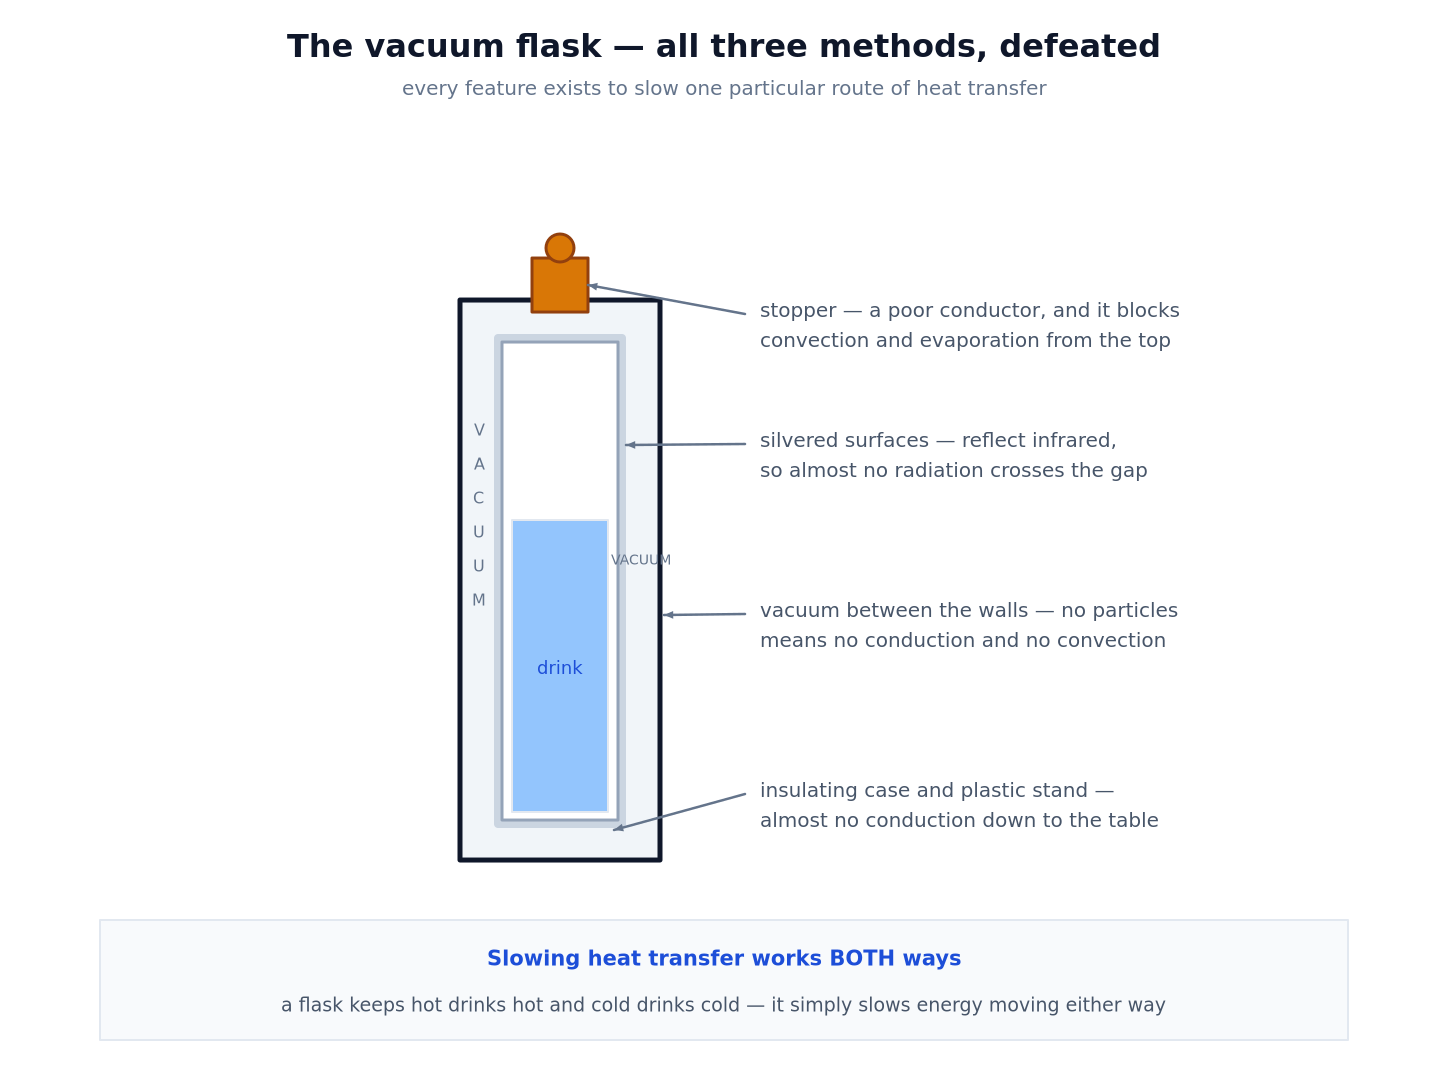 The vacuum flask — all three methods, defeated
every feature exists to slow one particular route of heat transfer
stopper — a poor conductor, and it blocks
convection and evaporation from the top
silvered surfaces — reflect infrared,
so almost no radiation crosses the gap
V
A
C
U
U
M
VACUUM
vacuum between the walls — no particles
means no conduction and no convection
drink
insulating case and plastic stand —
almost no conduction down to the table
Slowing heat transfer works BOTH ways
a flask keeps hot drinks hot and cold drinks cold — it simply slows energy moving either way